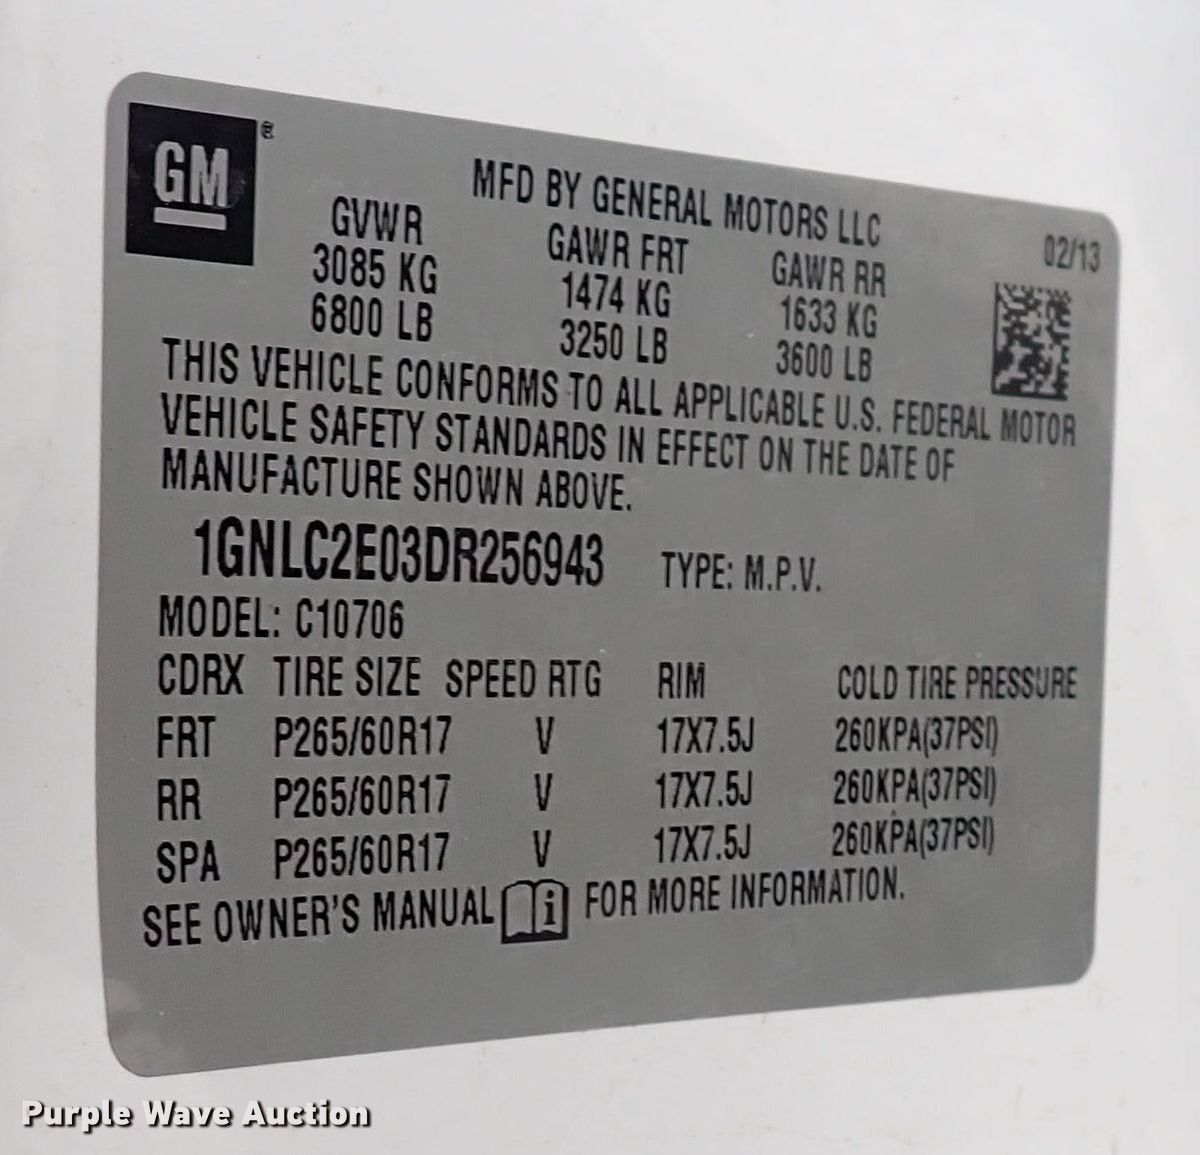 GM®
MFD BY GENERAL MOTORS LLC
02/13
GVWR GAWR FRT GAWR RR
3085 KG 1474 KG 1633 KG
6800 LB 3250 LB 3600 LB
THIS VEHICLE CONFORMS TO ALL APPLICABLE U.S. FEDERAL MOTOR
VEHICLE SAFETY STANDARDS IN EFFECT ON THE DATE OF
MANUFACTURE SHOWN ABOVE.
1GNLC2E03DR256943 TYPE: M.P.V.
MODEL: C10706
CDRX TIRE SIZE SPEED RTG RIM COLD TIRE PRESSURE
FRT P265/60R17 V 17X7.5J 260KPA(37PSI)
RR P265/60R17 V 17X7.5J 260KPA(37PSI)
SPA P265/60R17 V 17X7.5J 260KPA(37PSI)
SEE OWNER'S MANUAL i FOR MORE INFORMATION.
Purple Wave Auction